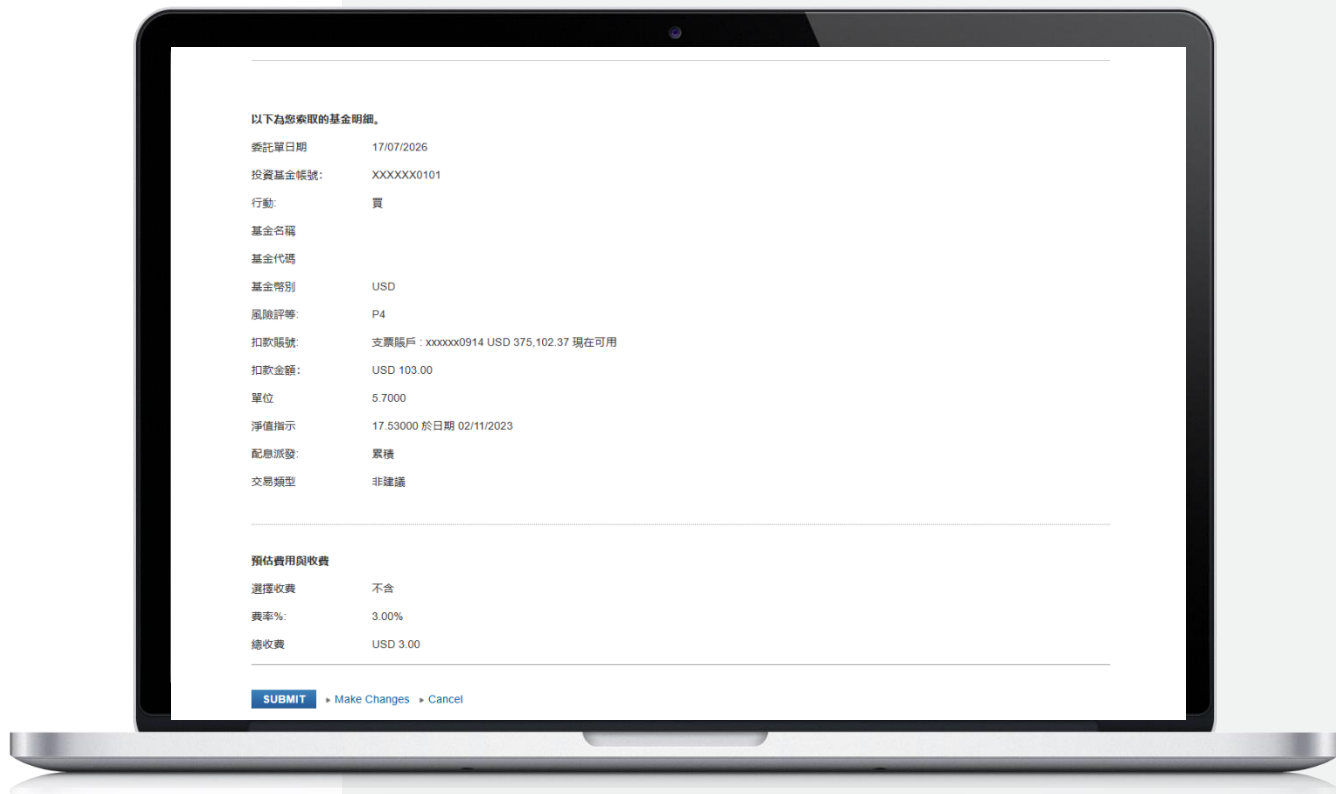 以下為您索取的基金明細。
委託單日期 17/07/2026
投資基金帳號： XXXXXX0101
行動: 買
基金名稱
基金代碼
基金幣別 USD
風險評等: P4
扣款賬號: 支票賬戶 : xxxxxx0914 USD 375,102.37 現在可用
扣款金額： USD 103.00
單位 5.7000
淨值指示 17.53000 於日期 02/11/2023
配息派發: 累積
交易類型 非建議
預估費用與收費
選擇收費 不含
費率%: 3.00%
總收費 USD 3.00
SUBMIT Make Changes Cancel